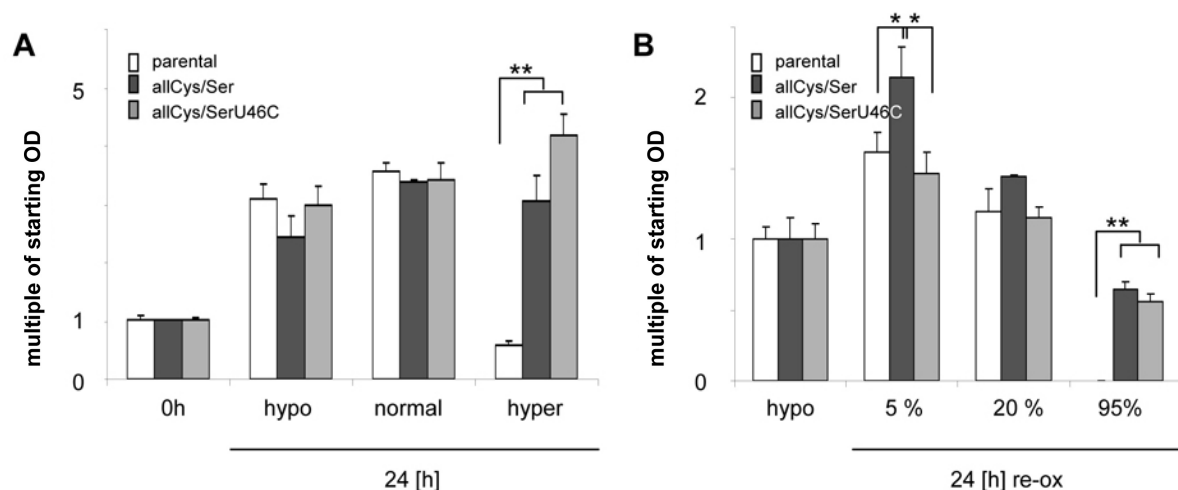 A
parental
allCys/Ser
allCys/SerU46C
**
5
1
0
multiple of starting OD
0h
hypo
normal
hyper
24 [h]
B
parental
allCys/Ser
allCys/SerU46C
* *
**
2
1
0
multiple of starting OD
hypo
5 %
20 %
95%
24 [h] re-ox